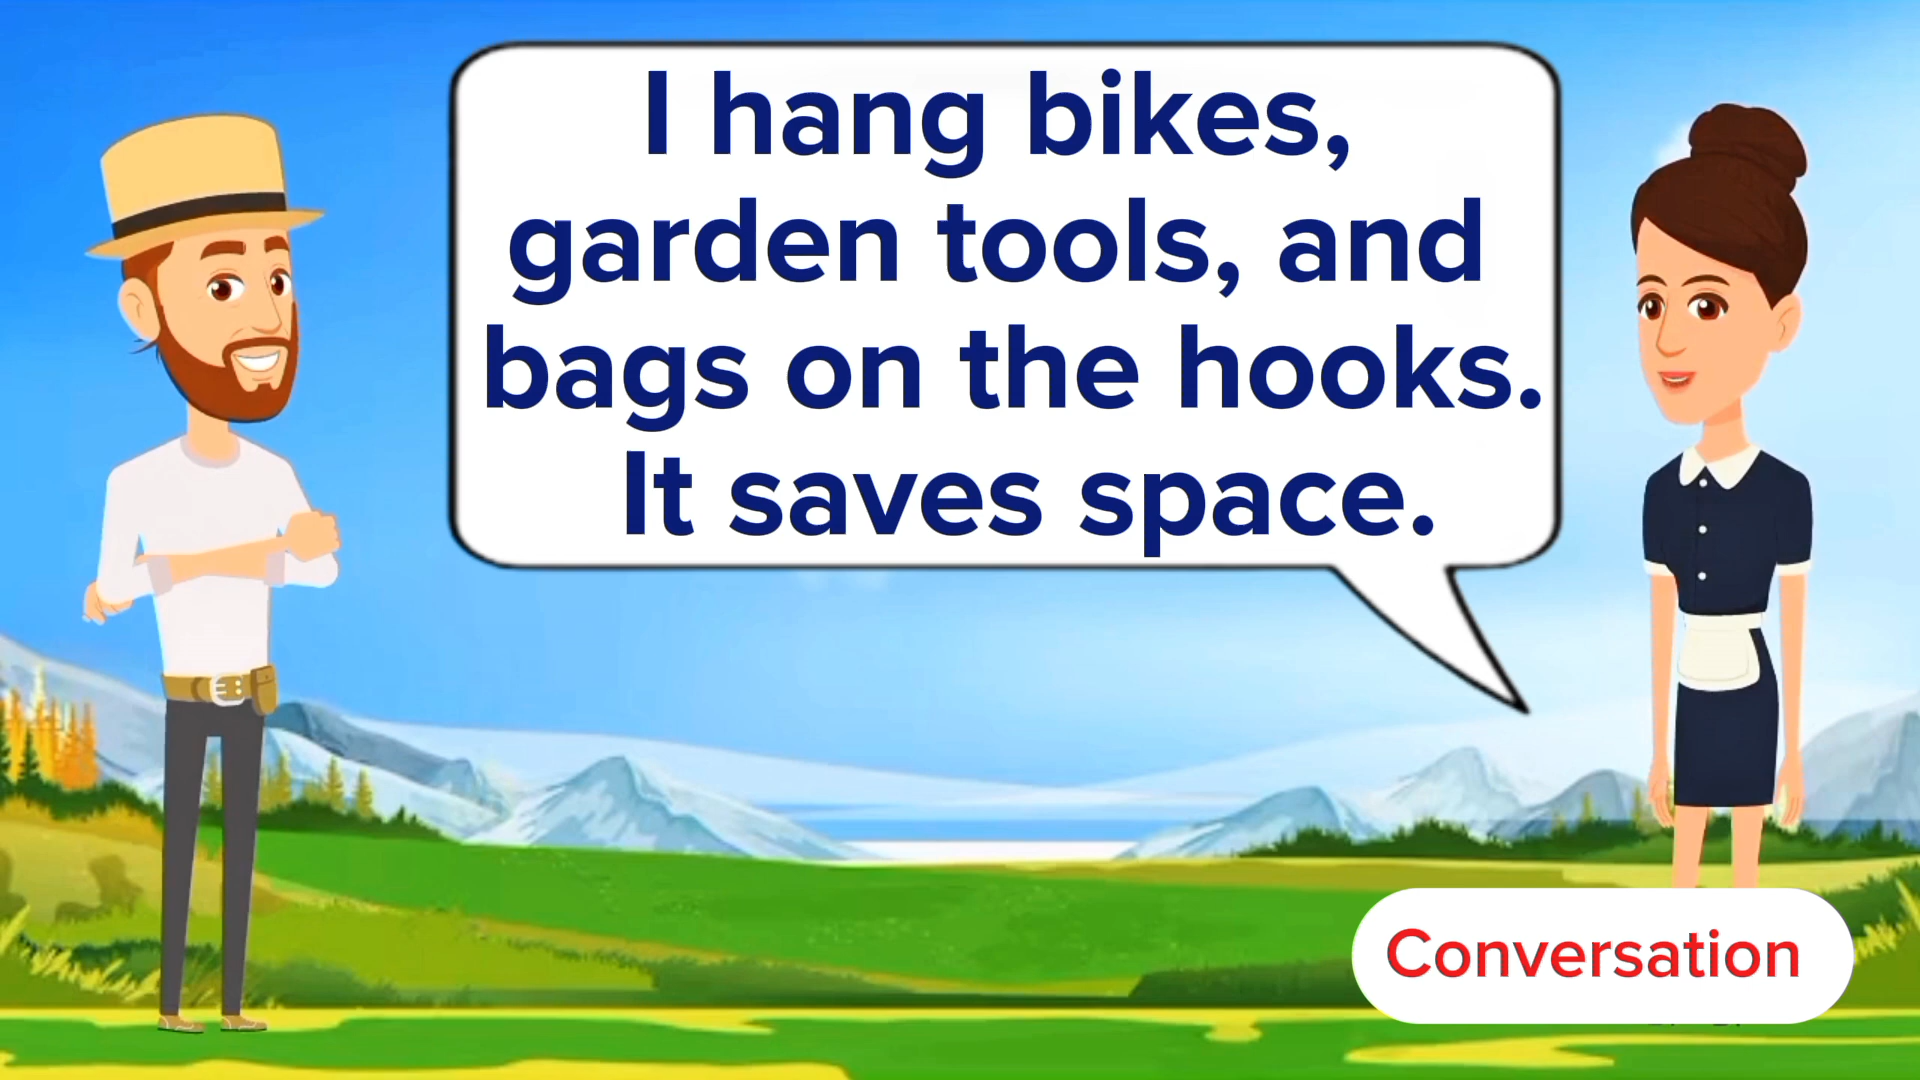 I hang bikes,
garden tools, and
bags on the hooks.
It saves space.
Conversation